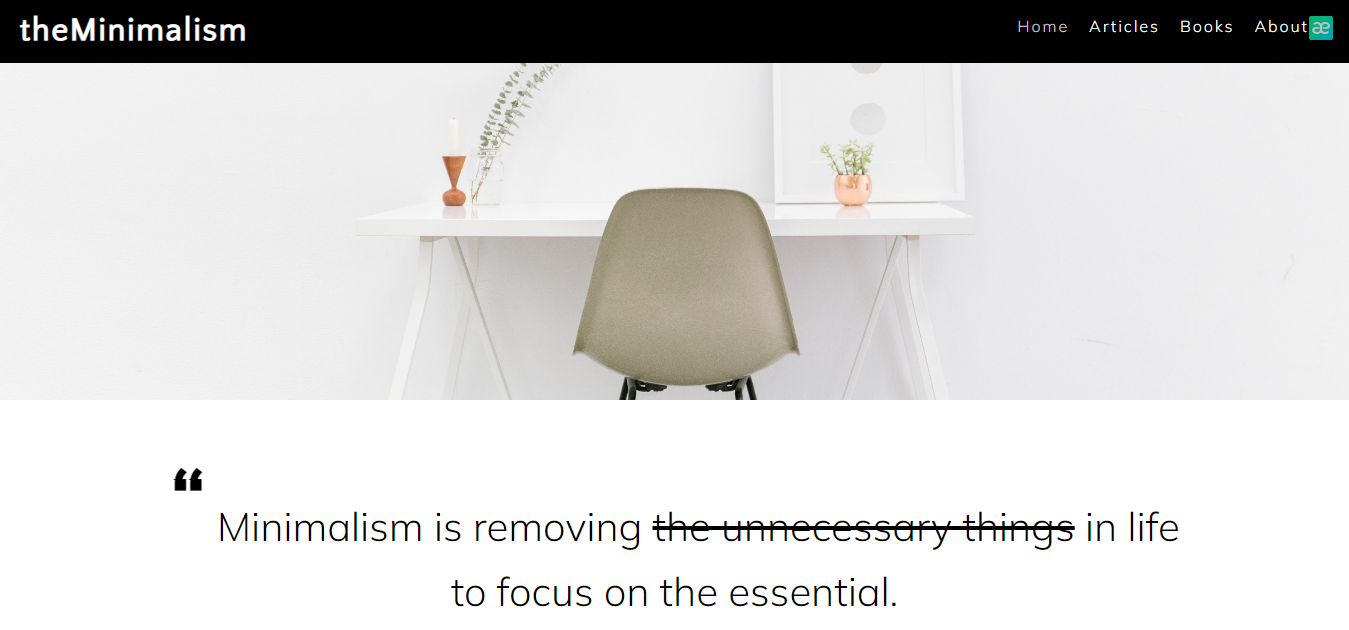 theMinimalism
Home Articles Books About æ
“
Minimalism is removing the unnecessary things in life
to focus on the essential.